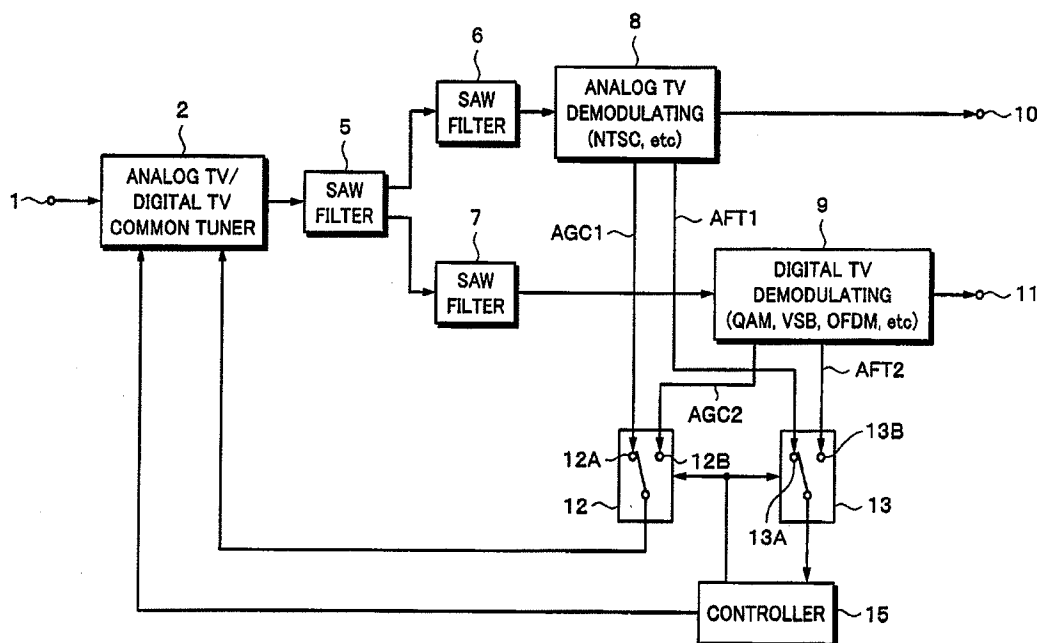 6
8
2
5
SAW
FILTER
ANALOG TV
DEMODULATING
(NTSC, etc)
10
1
ANALOG TV/
DIGITAL TV
COMMON TUNER
SAW
FILTER
AGC1
AFT1
7
9
SAW
FILTER
DIGITAL TV
DEMODULATING
(QAM, VSB, OFDM, etc)
11
AGC2
AFT2
12A
12B
12
13B
13A
13
CONTROLLER
15